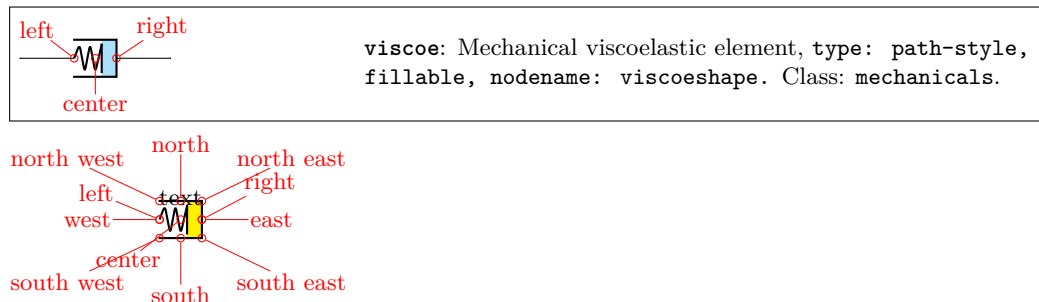 left
right
center
viscoe: Mechanical viscoelastic element, type: path-style,
fillable, nodename: viscoeshape. Class: mechanicals.
north
north west
north east
text
right
left
west
east
center
south west
south east
south